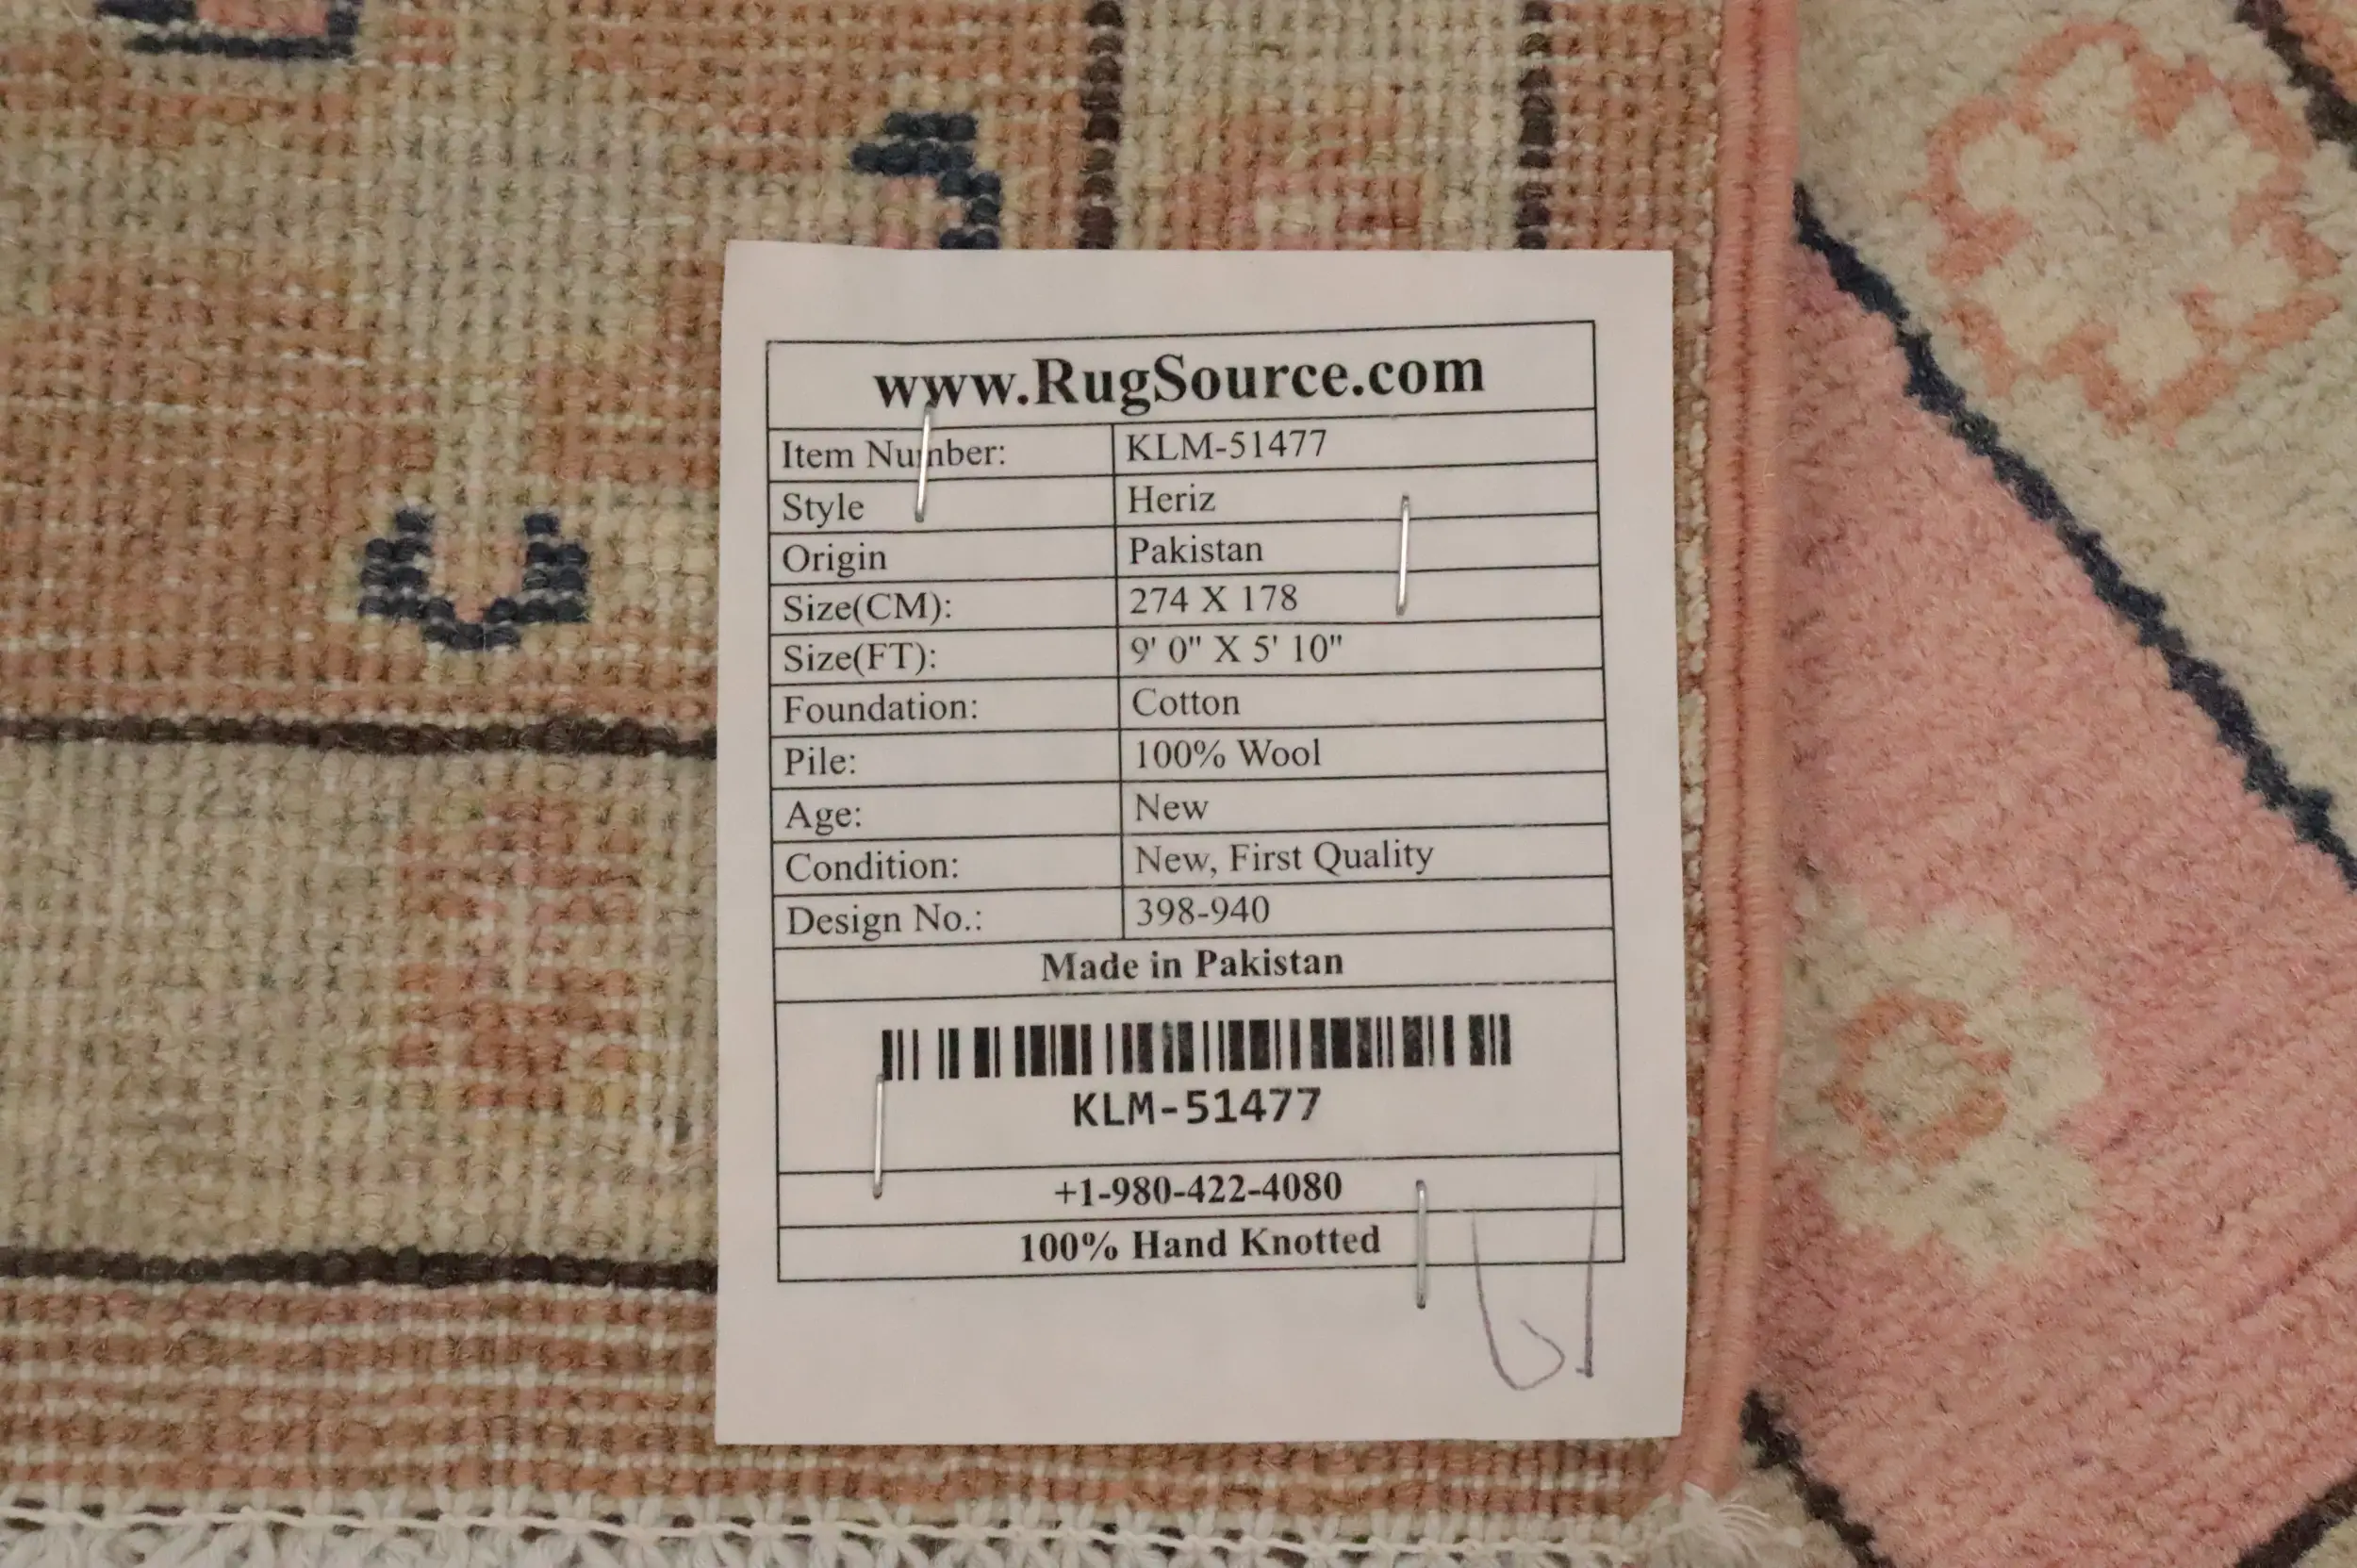 www.RugSource.com
Item Number: KLM-51477
Style Heriz
Origin Pakistan
Size(CM): 274 X 178
Size(FT): 9' 0" X 5' 10"
Foundation: Cotton
Pile: 100% Wool
Age: New
Condition: New, First Quality
Design No.: 398-940
Made in Pakistan
KLM-51477
+1-980-422-4080
100% Hand Knotted